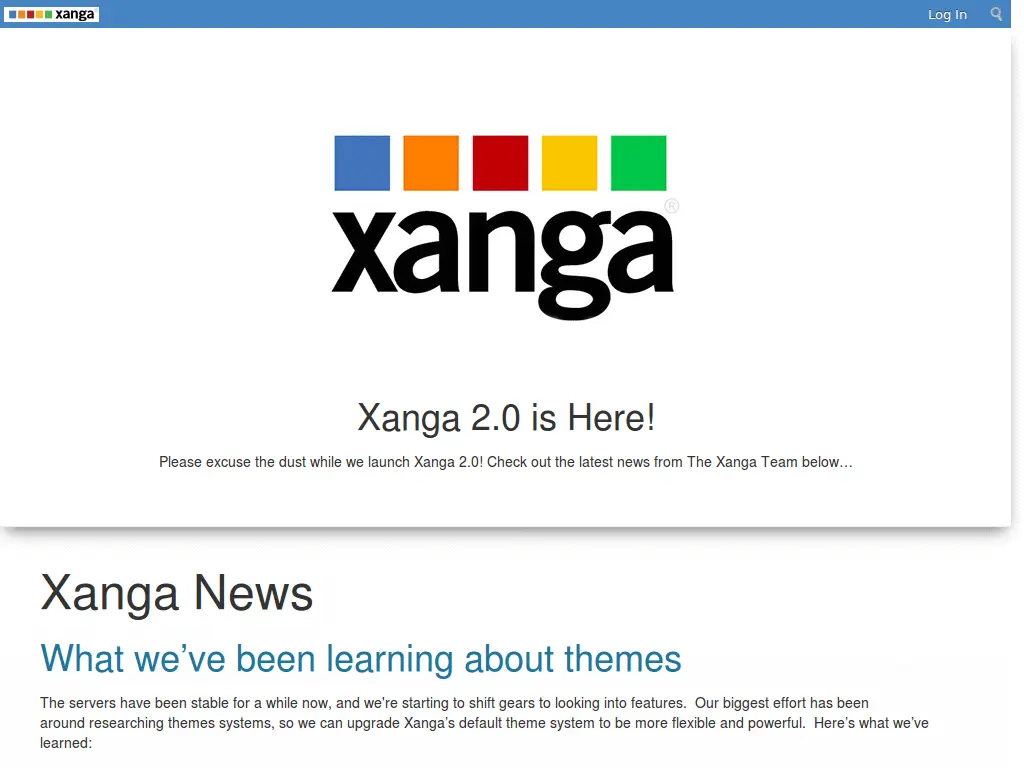 xanga
Log In
xanga®
Xanga 2.0 is Here!
Please excuse the dust while we launch Xanga 2.0! Check out the latest news from The Xanga Team below…
Xanga News
What we’ve been learning about themes
The servers have been stable for a while now, and we're starting to shift gears to looking into features.  Our biggest effort has been
around researching themes systems, so we can upgrade Xanga’s default theme system to be more flexible and powerful.  Here’s what we’ve
learned: